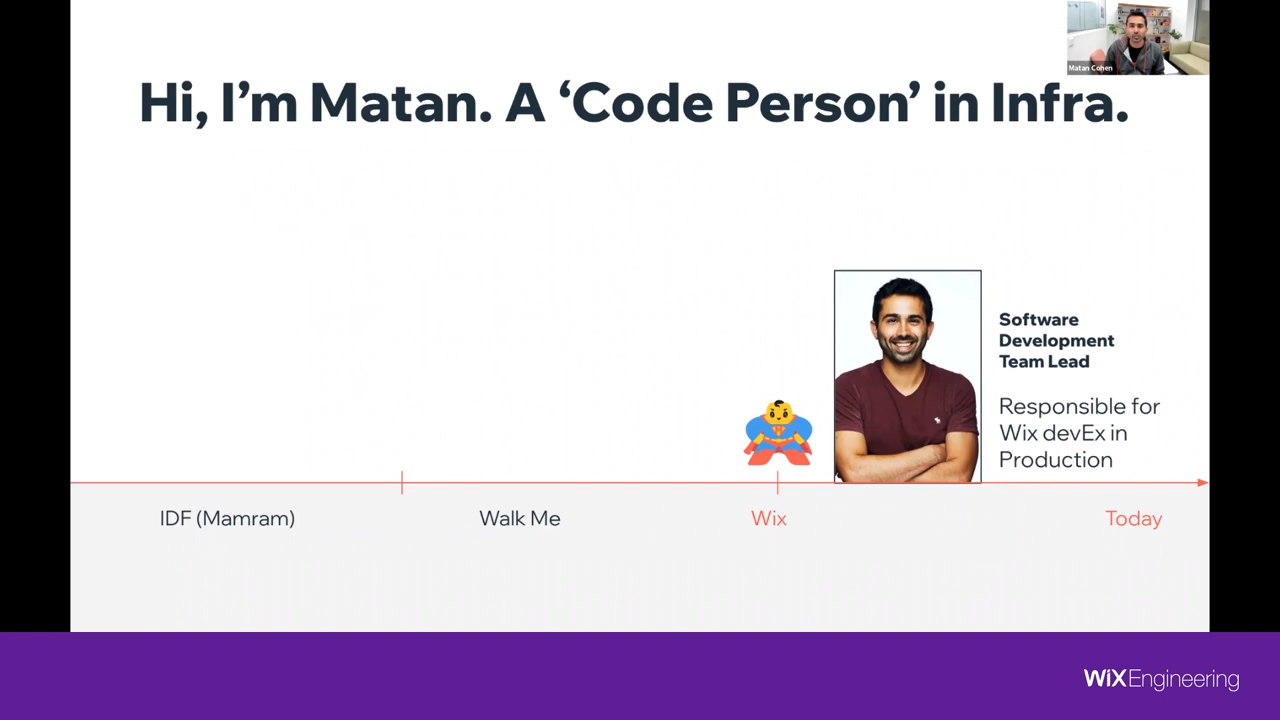 Matan Cohen
Hi, I’m Matan. A ‘Code Person’ in Infra.
Software
Development
Team Lead
Responsible for
Wix devEx in
Production
IDF (Mamram)
Walk Me
Wix
Today
WiX Engineering